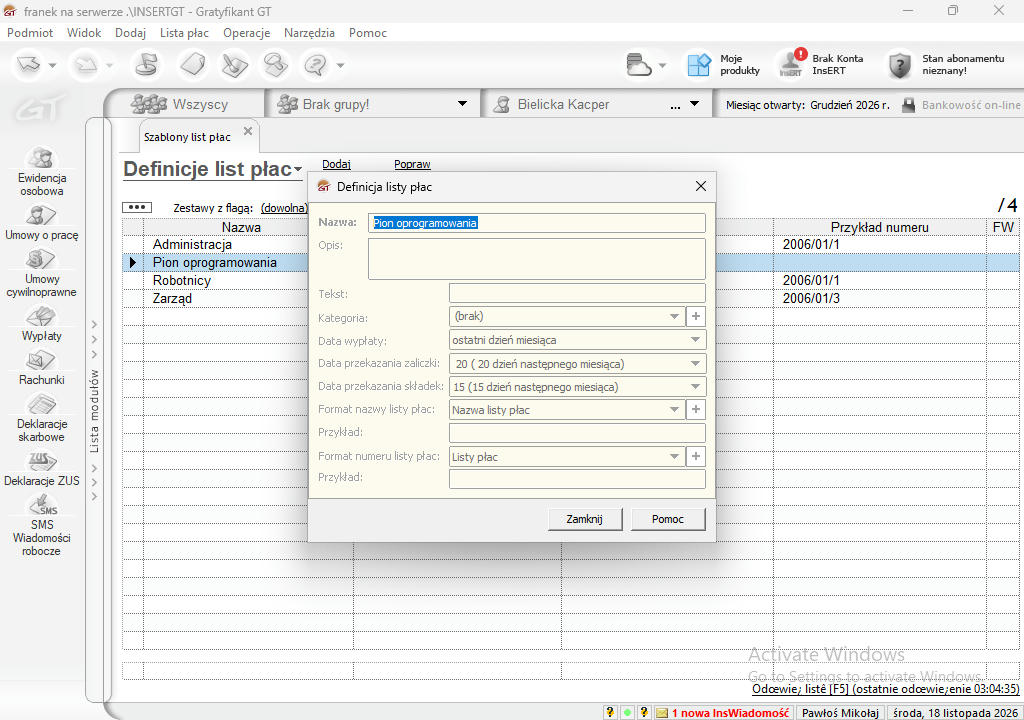 franek na serwerze .\INSERTGT - Gratyfikant GT
Podmiot Widok Dodaj Lista płac Operacje Narzędzia Pomoc
Moje produkty
Brak Konta InsERT
Stan abonamentu nieznany!
GT
Wszyscy
Brak grupy!
Bielicka Kacper
...
Miesiąc otwarty: Grudzień 2026 r.
Bankowość on-line
Szablony list płac
Definicje list płac
Dodaj
Popraw
Zestawy z flagą: (dowolna)
/ 4
Nazwa
Przykład numeru
FW
Administracja
2006/01/1
Pion oprogramowania
Robotnicy
2006/01/1
Zarząd
2006/01/3
Ewidencja
osobowa
Umowy o pracę
Umowy
cywilnoprawne
Wypłaty
Rachunki
Deklaracje
skarbowe
ZUS
Deklaracje ZUS
SMS
SMS
Wiadomości
robocze
Lista modułów
Definicja listy płac
Nazwa: Pion oprogramowania
Opis:
Tekst:
Kategoria: (brak)
Data wypłaty: ostatni dzień miesiąca
Data przekazania zaliczki: 20 ( 20 dzień następnego miesiąca)
Data przekazania składek: 15 (15 dzień następnego miesiąca)
Format nazwy listy płac: Nazwa listy płac
Przykład:
Format numeru listy płac: Listy płac
Przykład:
Zamknij
Pomoc
Activate Windows
Go to Settings to activate Windows.
Odœwie¿ listê [F5] (ostatnie odœwie¿enie 03:04:35)
1 nowa InsWiadomość
Pawłoś Mikołaj
środa, 18 listopada 2026